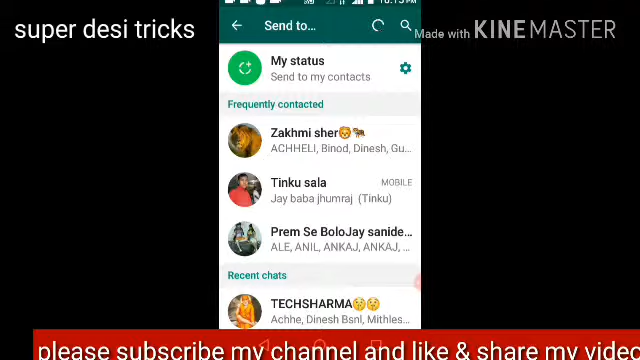 super desi tricks
Send to...
Made with KINEMASTER
My status
Send to my contacts
Frequently contacted
Zakhmi sher🦁🐅
ACHHELI, Binod, Dinesh, Gu...
Tinku sala
MOBILE
Jay baba jhumraj (Tinku)
Prem Se BoloJay sanide...
ALE, ANIL, ANKAJ, ANKAJ, ...
Recent chats
TECHSHARMA
Achhe, Dinesh Bsnl, Mithles...
please subscribe my channel and like & share my video